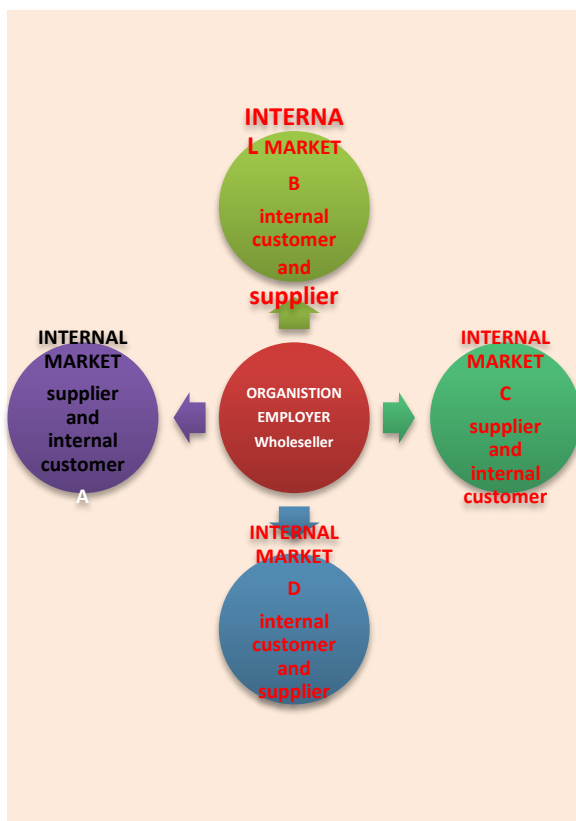 INTERNA
L MARKET
B
internal
customer
and
supplier
INTERNAL
MARKET
supplier
and
internal
customer
A
ORGANISTION
EMPLOYER
Wholeseller
INTERNAL
MARKET
C
supplier
and
internal
customer
INTERNAL
MARKET
D
internal
customer
and
supplier